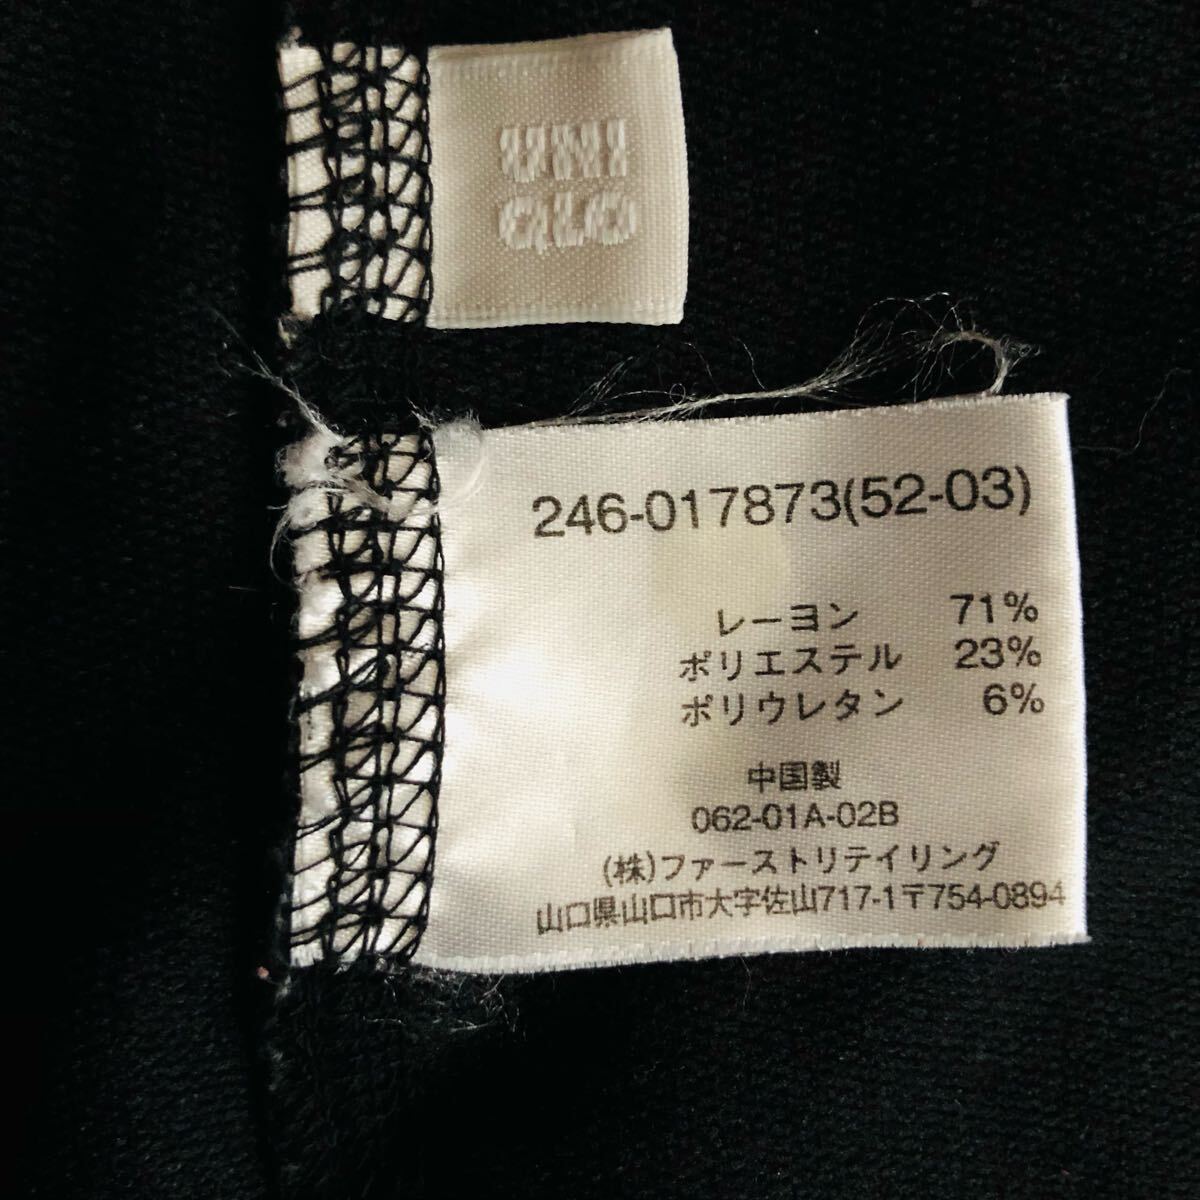 UNI
QLO
246-017873(52-03)
レーヨン 71%
ポリエステル 23%
ポリウレタン 6%
中国製
062-01A-02B
(株)ファーストリテイリング
山口県山口市大字佐山717-1〒754-0894